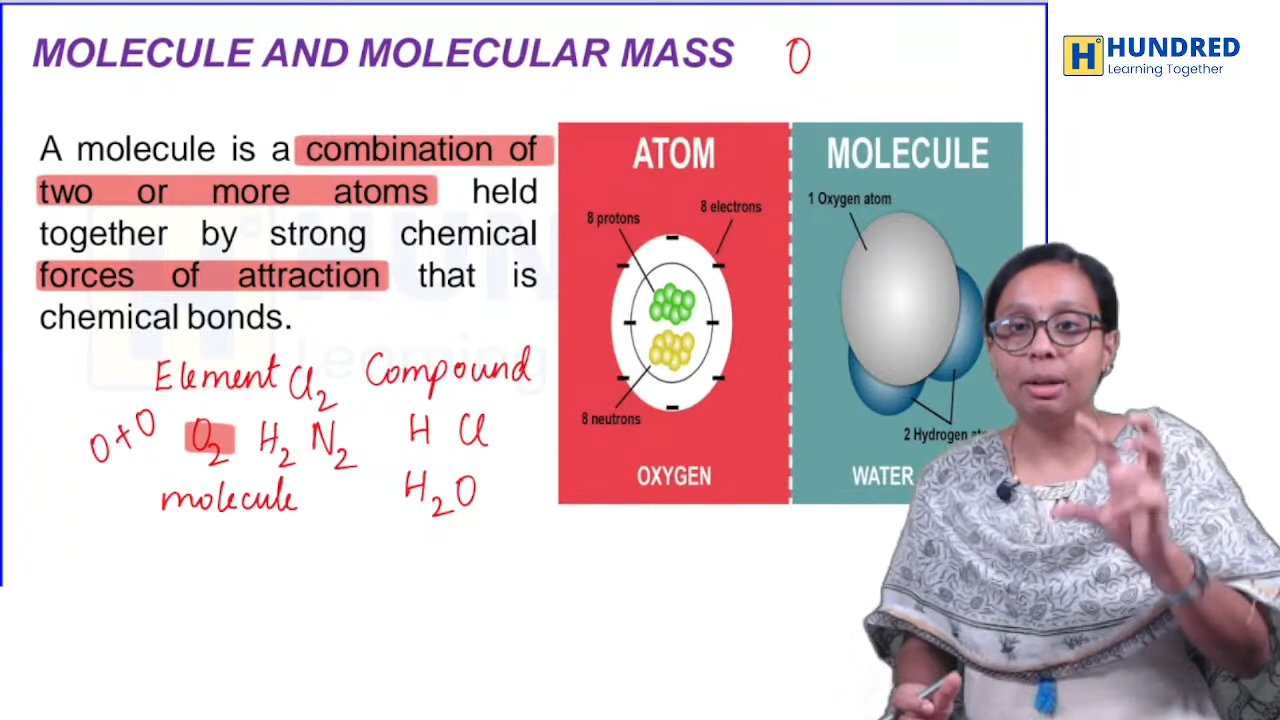 MOLECULE AND MOLECULAR MASS O
H° HUNDRED
Learning Together
A molecule is a combination of
two or more atoms held
together by strong chemical
forces of attraction that is
chemical bonds.
Element Cl2 Compound
O+O O2 H2 N2 H Cl
molecule H2O
ATOM
8 protons
8 electrons
8 neutrons
OXYGEN
MOLECULE
1 Oxygen atom
2 Hydrogen
WATER